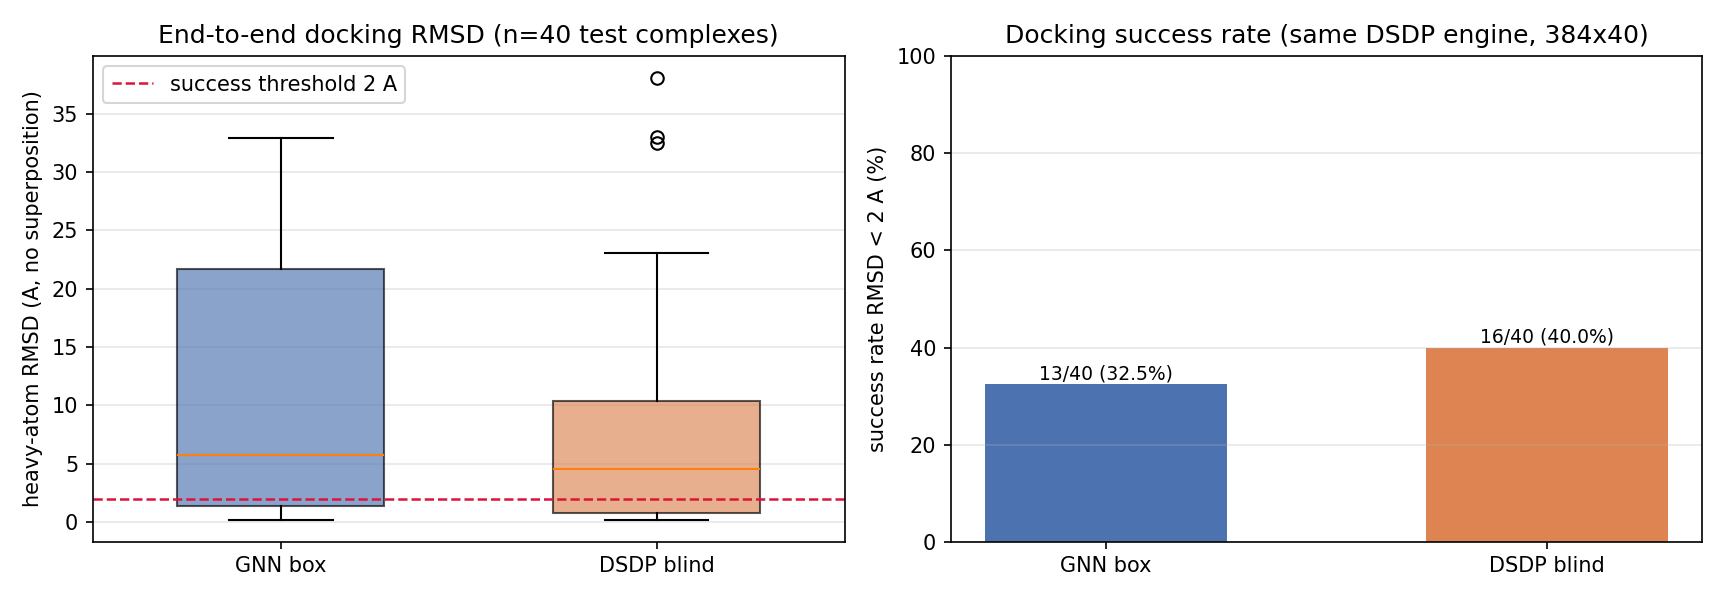 End-to-end docking RMSD (n=40 test complexes)
heavy-atom RMSD (A, no superposition)
35
30
25
20
15
10
5
0
success threshold 2 A
GNN box
DSDP blind
Docking success rate (same DSDP engine, 384x40)
success rate RMSD < 2 A (%)
100
80
60
40
20
0
13/40 (32.5%)
16/40 (40.0%)
GNN box
DSDP blind